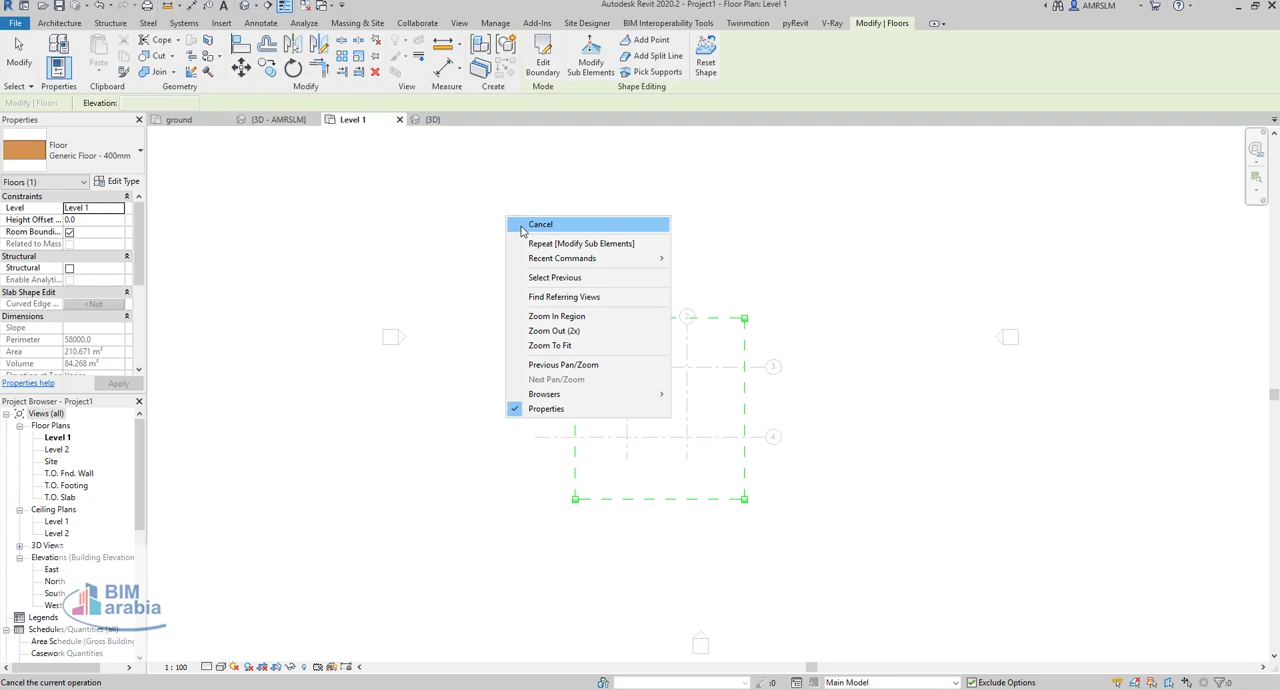 Autodesk Revit 2020.2 - Project1 - Floor Plan: Level 1
AMRSLM
File Architecture Structure Steel Systems Insert Annotate Analyze Massing & Site Collaborate View Manage Add-Ins Site Designer BIM Interoperability Tools Twinmotion pyRevit V-Ray Modify | Floors
Modify
Paste
Cope
Cut
Join
Edit Boundary
Modify Sub Elements
Add Point
Add Split Line
Pick Supports
Reset Shape
Select Properties Clipboard Geometry Modify View Measure Create Mode Shape Editing
Modify | Floors Elevation:
Properties
ground
{3D - AMRSLM}
Level 1
{3D}
Floor
Generic Floor - 400mm
Floors (1) Edit Type
Constraints
Level Level 1
Height Offset ... 0.0
Room Boundi...
Related to Mass
Structural
Structural
Enable Analyti...
Slab Shape Edit
Curved Edge ... <Not
Dimensions
Slope
Perimeter 58000.0
Area 210.671 m²
Volume 84.268 m³
Properties help Apply
Project Browser - Project1
Views (all)
Floor Plans
Level 1
Level 2
Site
T.O. Fnd. Wall
T.O. Footing
T.O. Slab
Ceiling Plans
Level 1
Level 2
3D Views
Elevations (Building Elevation
East
North
South
West
Legends
Schedules/Quantities (all)
Area Schedule (Gross Building
Casework Quantities
BIM
arabia
Cancel
Repeat [Modify Sub Elements]
Recent Commands
Select Previous
Find Referring Views
Zoom In Region
Zoom Out (2x)
Zoom To Fit
Previous Pan/Zoom
Next Pan/Zoom
Browsers
Properties
2
3
4
1 : 100
Cancel the current operation
:0
Main Model
Exclude Options
:0